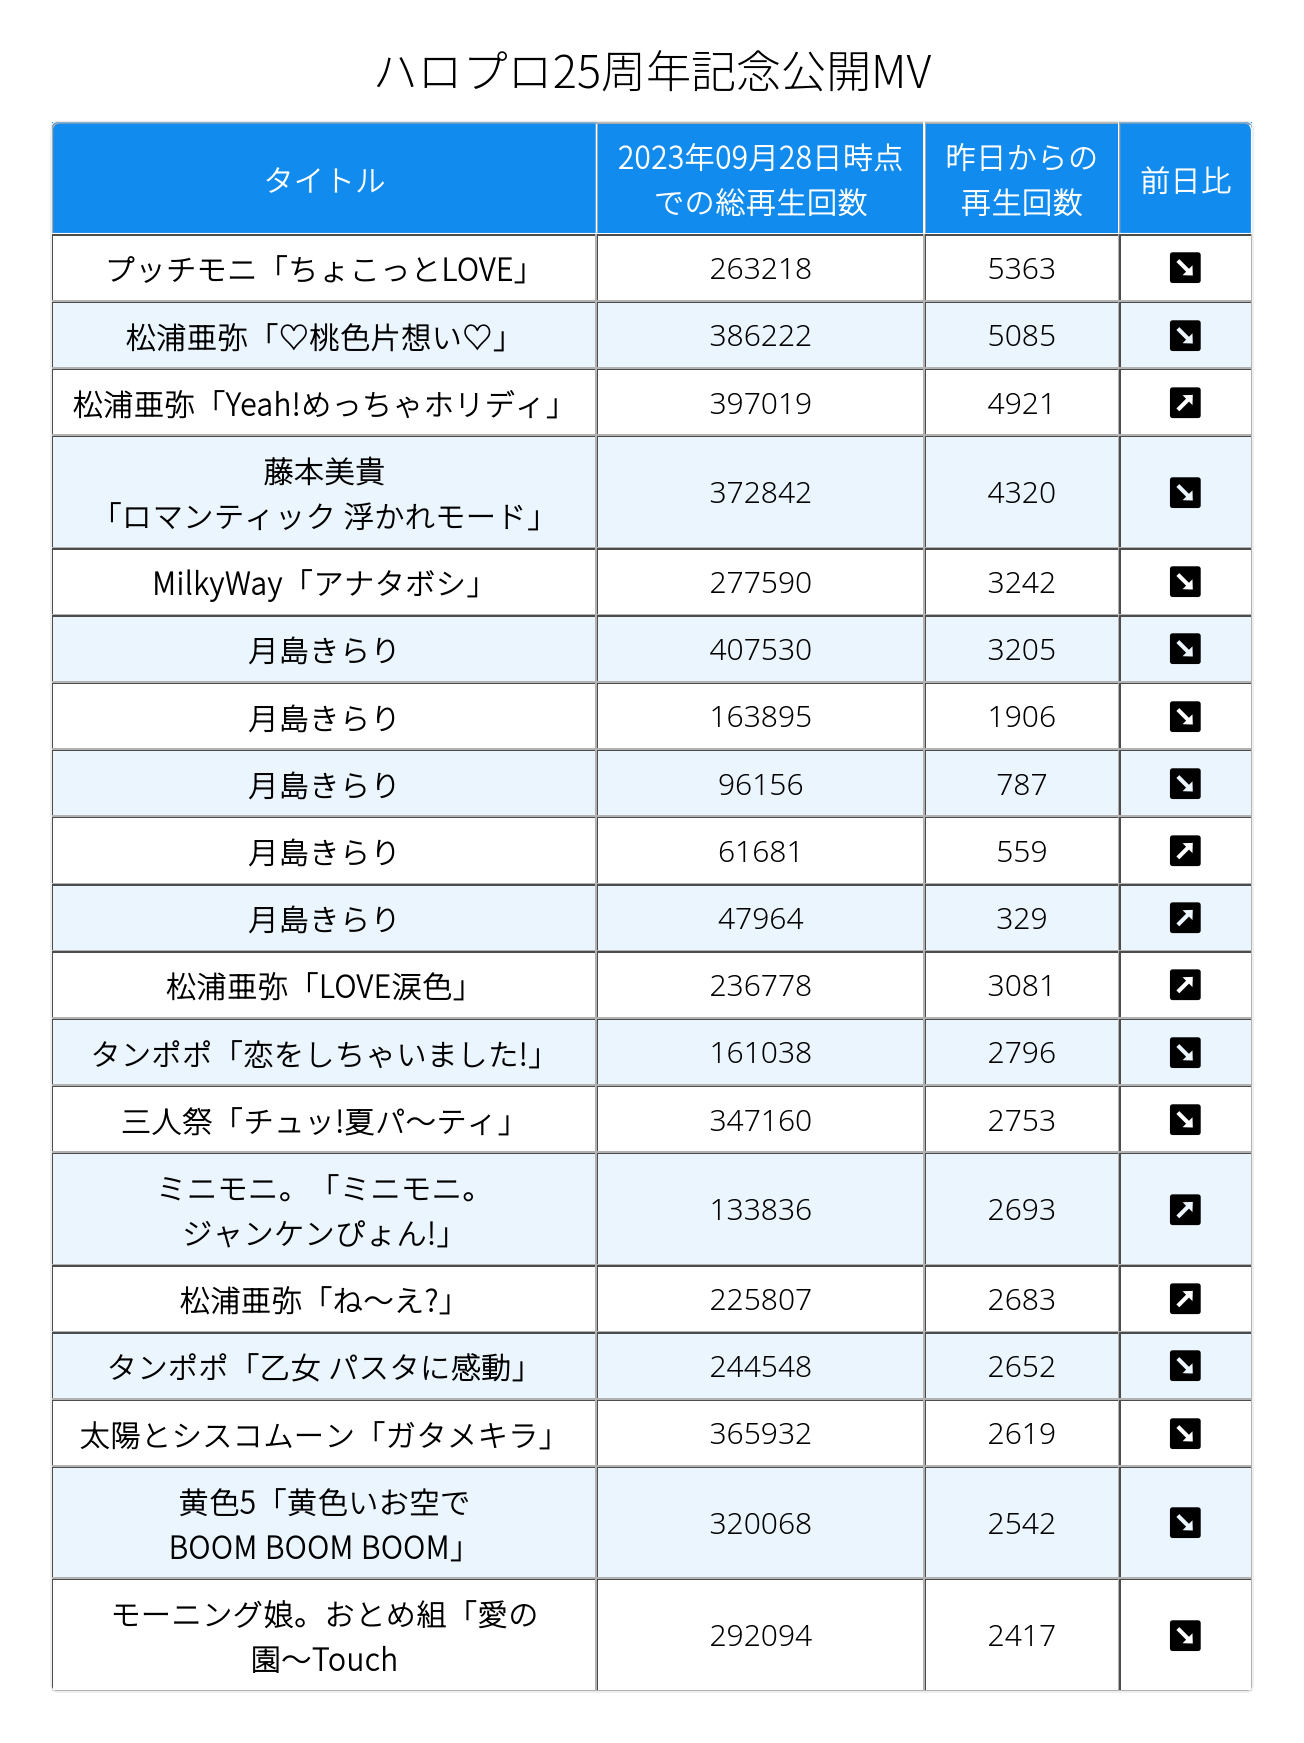 ハロプロ25周年記念公開MV
タイトル 2023年09月28日時点での総再生回数 昨日からの再生回数 前日比
プッチモニ「ちょこっとLOVE」 263218 5363 ↘
松浦亜弥「♡桃色片想い♡」 386222 5085 ↘
松浦亜弥「Yeah!めっちゃホリディ」 397019 4921 ↗
藤本美貴
「ロマンティック 浮かれモード」 372842 4320 ↘
MilkyWay「アナタボシ」 277590 3242 ↘
月島きらり 407530 3205 ↘
月島きらり 163895 1906 ↘
月島きらり 96156 787 ↘
月島きらり 61681 559 ↗
月島きらり 47964 329 ↗
松浦亜弥「LOVE涙色」 236778 3081 ↗
タンポポ「恋をしちゃいました!」 161038 2796 ↘
三人祭「チュッ!夏パ〜ティ」 347160 2753 ↘
ミニモニ。「ミニモニ。
ジャンケンぴょん!」 133836 2693 ↗
松浦亜弥「ね〜え?」 225807 2683 ↗
タンポポ「乙女 パスタに感動」 244548 2652 ↘
太陽とシスコムーン「ガタメキラ」 365932 2619 ↘
黄色5「黄色いお空で
BOOM BOOM BOOM」 320068 2542 ↘
モーニング娘。おとめ組「愛の
園〜Touch 292094 2417 ↘